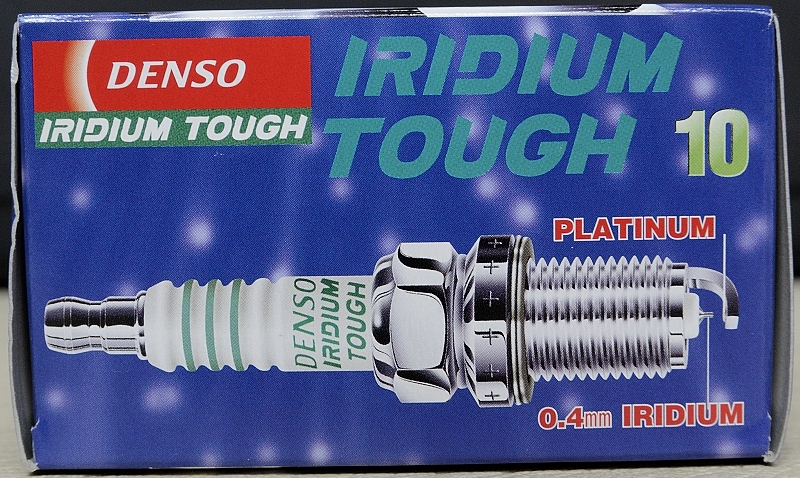 DENSO
IRIDIUM TOUGH
IRIDIUM
TOUGH 10
PLATINUM
DENSO
IRIDIUM
TOUGH
0.4mm IRIDIUM